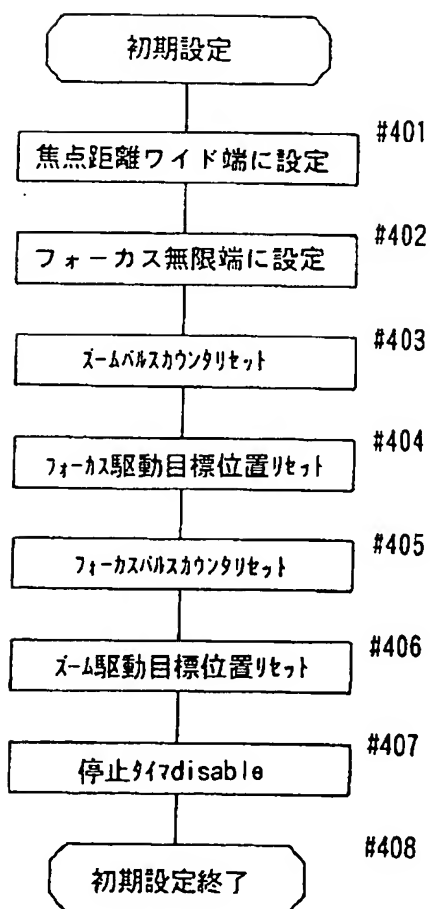 初期設定
#401
焦点距離ワイド端に設定
#402
フォーカス無限端に設定
#403
ズームパルスカウンタリセット
#404
フォーカス駆動目標位置リセット
#405
フォーカスパルスカウンタリセット
#406
ズーム駆動目標位置リセット
#407
停止タイマdisable
#408
初期設定終了